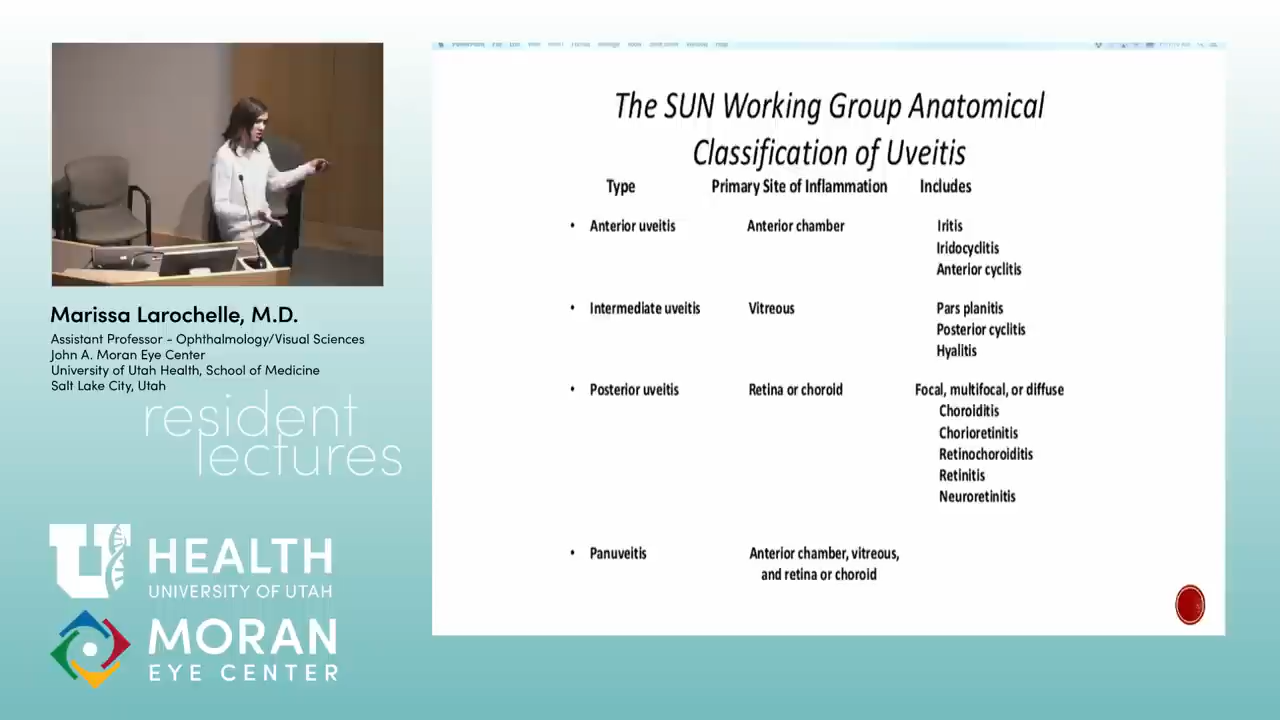 The SUN Working Group Anatomical
Classification of Uveitis
Type Primary Site of Inflammation Includes
• Anterior uveitis Anterior chamber Iritis
Iridocyclitis
Anterior cyclitis
• Intermediate uveitis Vitreous Pars planitis
Posterior cyclitis
Hyalitis
• Posterior uveitis Retina or choroid Focal, multifocal, or diffuse
Choroiditis
Chorioretinitis
Retinochoroiditis
Retinitis
Neuroretinitis
• Panuveitis Anterior chamber, vitreous,
and retina or choroid
Marissa Larochelle, M.D.
Assistant Professor - Ophthalmology/Visual Sciences
John A. Moran Eye Center
University of Utah Health, School of Medicine
Salt Lake City, Utah
resident
lectures
U HEALTH
UNIVERSITY OF UTAH
MORAN
EYE CENTER